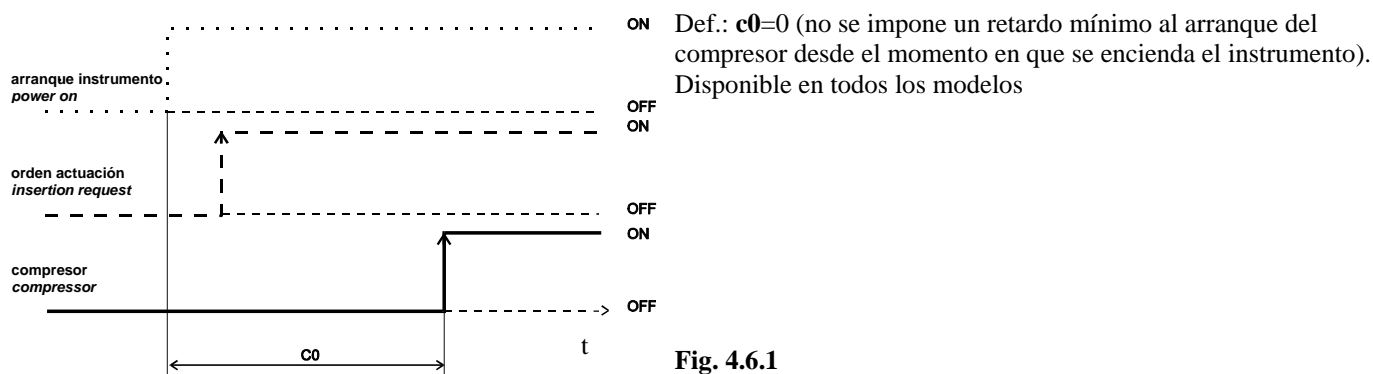 ON
arranque instrumento
power on
OFF
ON
orden actuación
insertion request
OFF
ON
compresor
compressor
OFF
t
C0
Def.: c0=0 (no se impone un retardo mínimo al arranque del
compresor desde el momento en que se encienda el instrumento).
Disponible en todos los modelos
Fig. 4.6.1